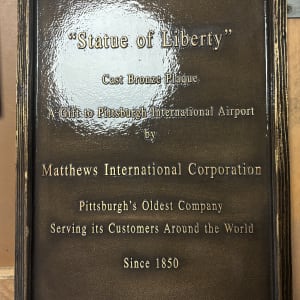 "Statue of Liberty"
Cast Bronze Plaque
A Gift to Pittsburgh International Airport
by
Matthews International Corporation
Pittsburgh's Oldest Company
Serving its Customers Around the World
Since 1850